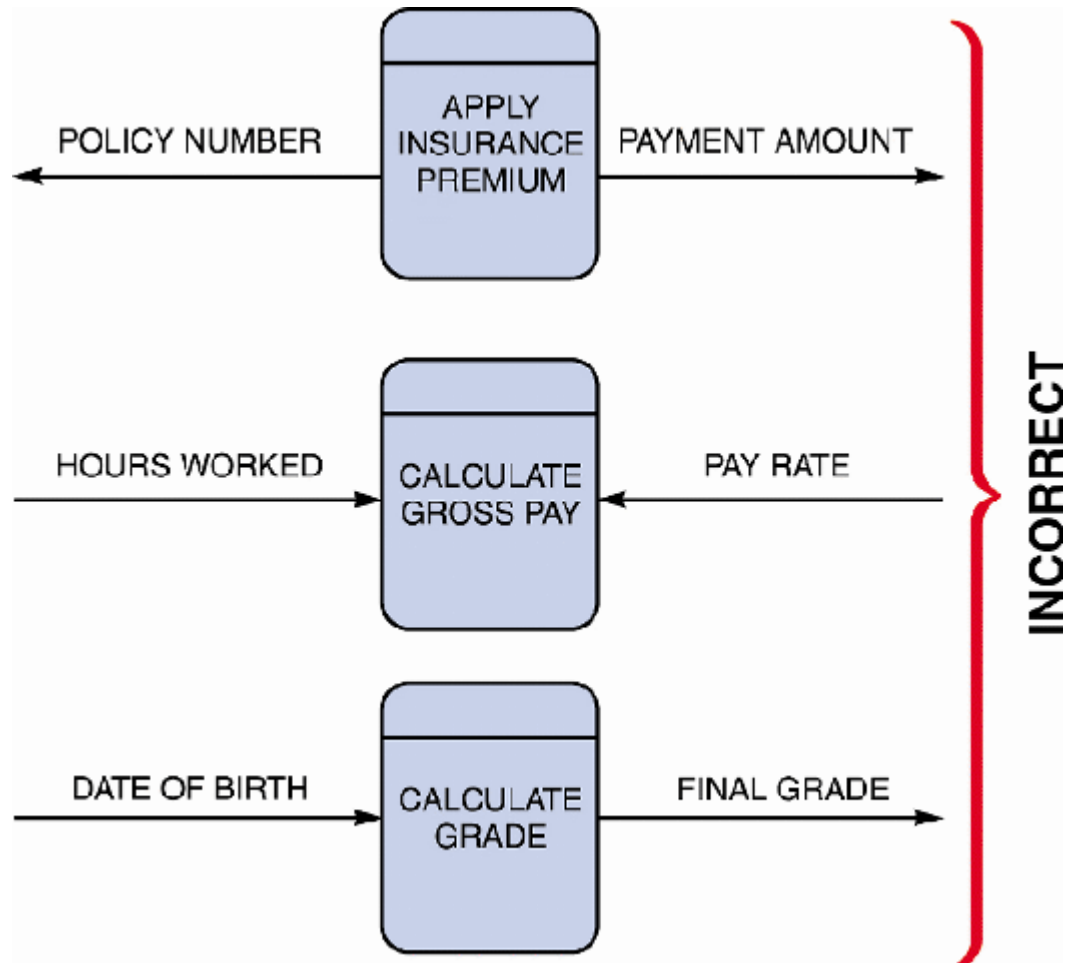 POLICY NUMBER
APPLY
INSURANCE
PREMIUM
PAYMENT AMOUNT
HOURS WORKED
CALCULATE
GROSS PAY
PAY RATE
DATE OF BIRTH
CALCULATE
GRADE
FINAL GRADE
INCORRECT